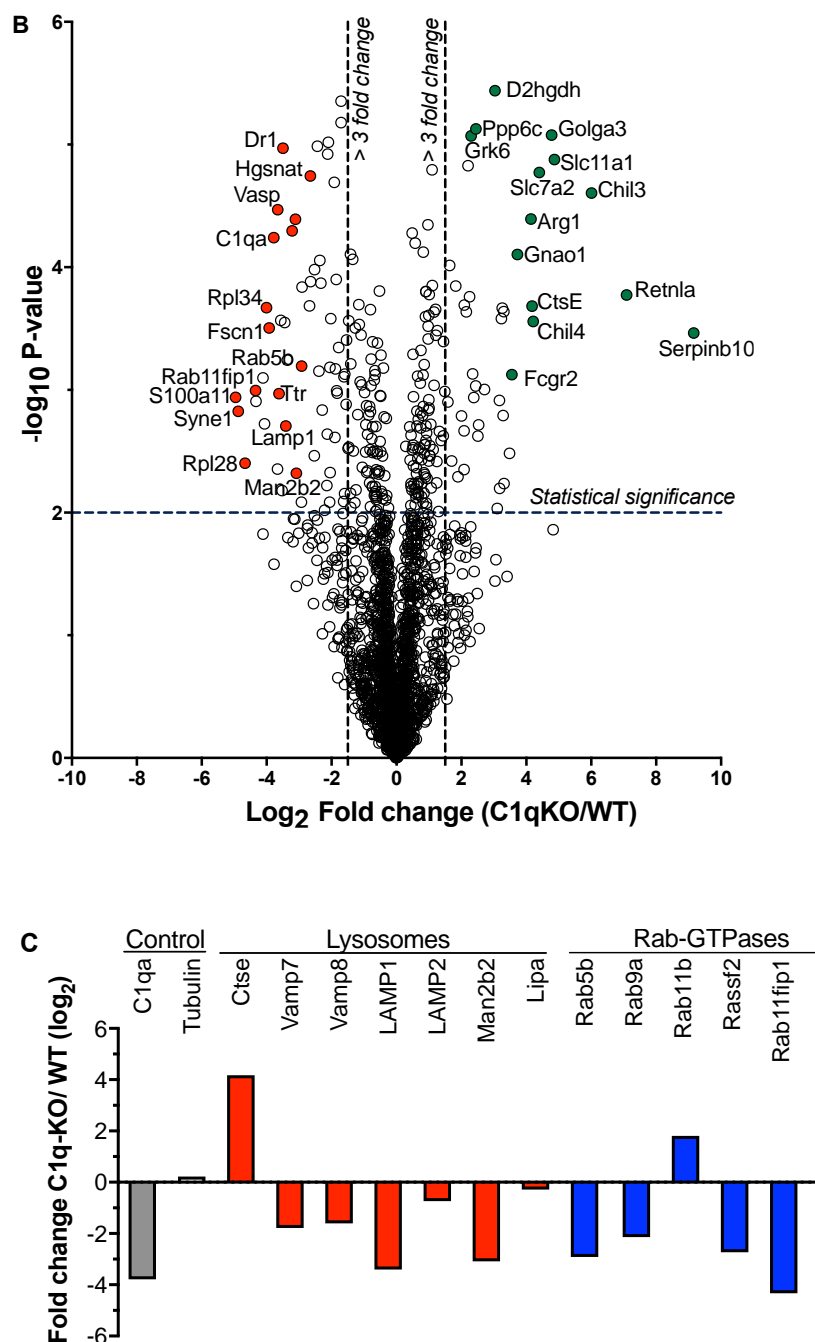 B
6
4
2
0
-log10 P-value
> 3 fold change
> 3 fold change
D2hgdh
Ppp6c
Golga3
Grk6
Dr1
Slc11a1
Hgsnat
Slc7a2
Chil3
Vasp
Arg1
C1qa
Gnao1
Rpl34
CtsE
Retnla
Fscn1
Chil4
Serpinb10
Rab5b
Rab11fip1
Fcgr2
S100a11
Ttr
Syne1
Lamp1
Rpl28
Man2b2
Statistical significance
-10 -8 -6 -4 -2 0 2 4 6 8 10
Log2 Fold change (C1qKO/WT)
C
Control Lysosomes Rab-GTPases
C1qa Tubulin Ctse Vamp7 Vamp8 LAMP1 LAMP2 Man2b2 Lipa Rab5b Rab9a Rab11b Rassf2 Rab11fip1
Fold change C1q-KO/ WT (log2)
6
4
2
0
-2
-4
-6